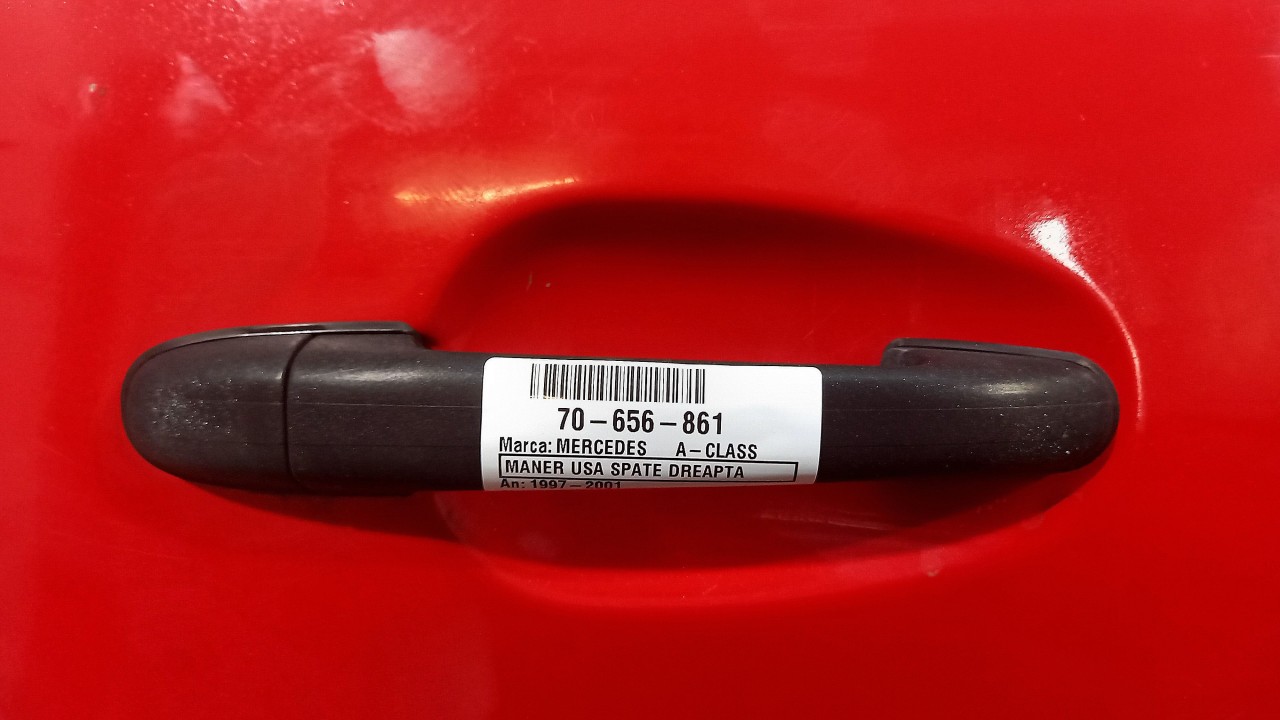 70-656-861
Marca: MERCEDES A-CLASS
MANER USA SPATE DREAPTA
An: 1997-2001